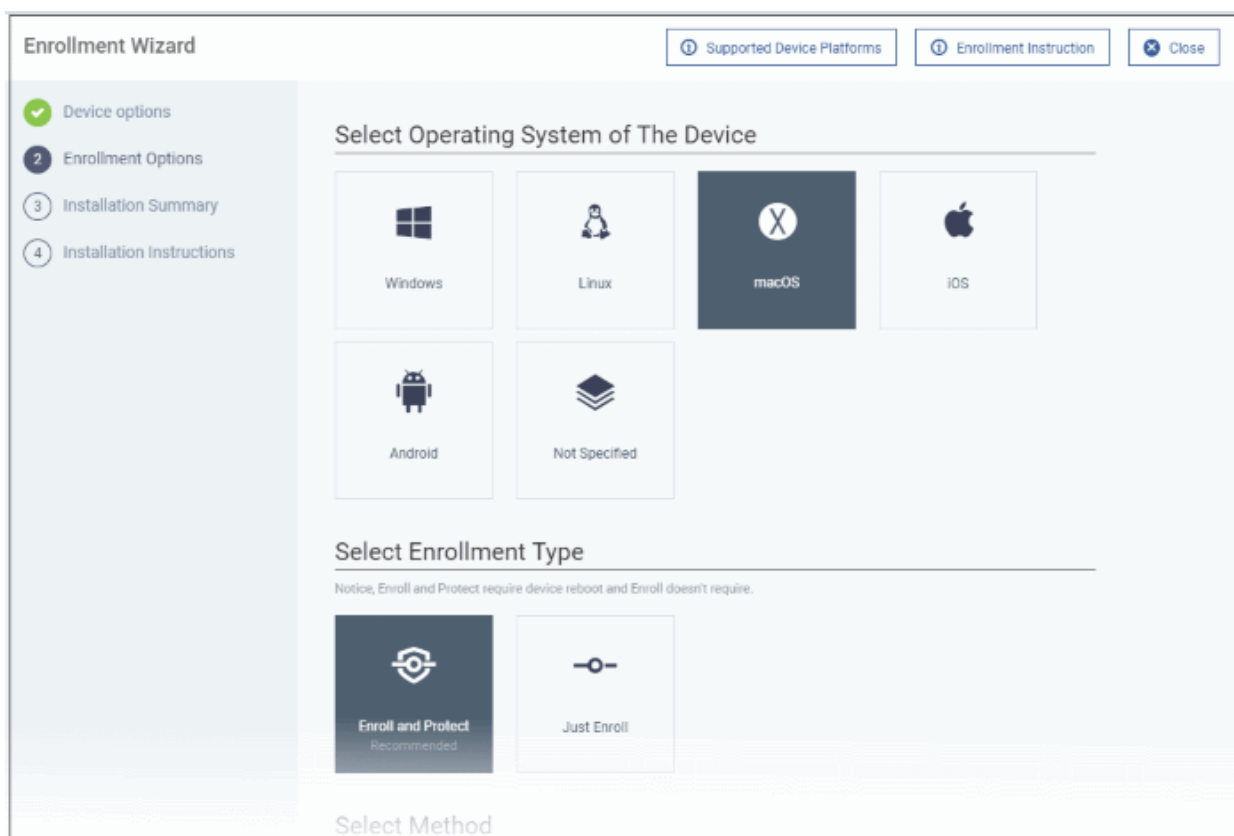 Enrollment Wizard
Supported Device Platforms
Enrollment Instruction
Close
Device options
2 Enrollment Options
3 Installation Summary
4 Installation Instructions
Select Operating System of The Device
Windows
Linux
X
macOS
iOS
Android
Not Specified
Select Enrollment Type
Notice, Enroll and Protect require device reboot and Enroll doesn't require.
Enroll and Protect
Recommended
Just Enroll
Select Method